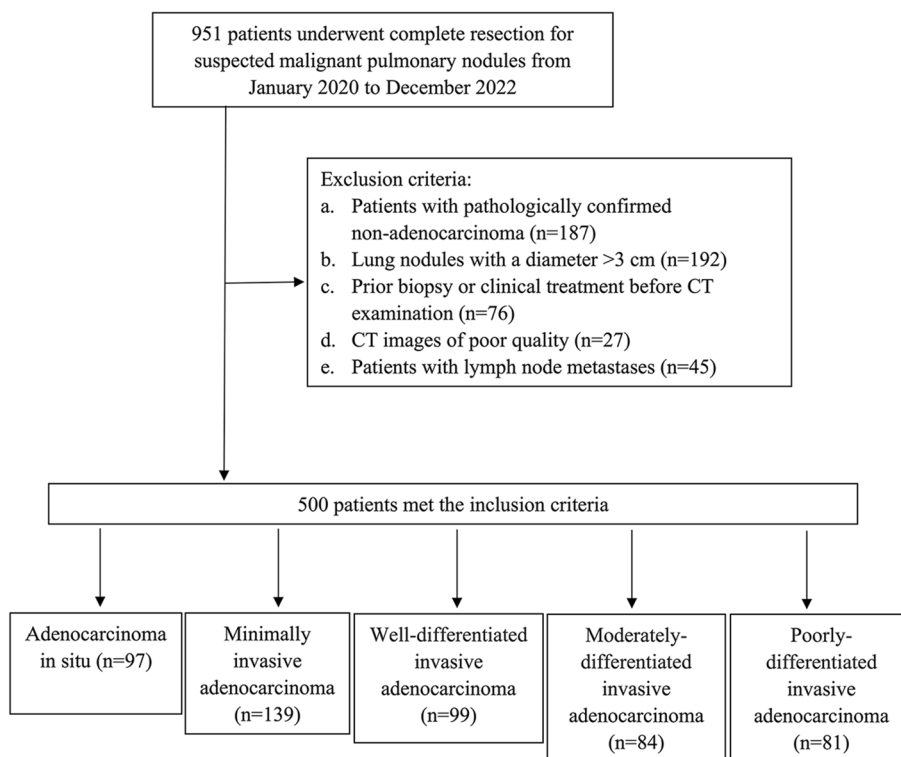 951 patients underwent complete resection for
suspected malignant pulmonary nodules from
January 2020 to December 2022
Exclusion criteria:
a. Patients with pathologically confirmed
non-adenocarcinoma (n=187)
b. Lung nodules with a diameter >3 cm (n=192)
c. Prior biopsy or clinical treatment before CT
examination (n=76)
d. CT images of poor quality (n=27)
e. Patients with lymph node metastases (n=45)
500 patients met the inclusion criteria
Adenocarcinoma
in situ (n=97)
Minimally
invasive
adenocarcinoma
(n=139)
Well-differentiated
invasive
adenocarcinoma
(n=99)
Moderately-
differentiated
invasive
adenocarcinoma
(n=84)
Poorly-
differentiated
invasive
adenocarcinoma
(n=81)